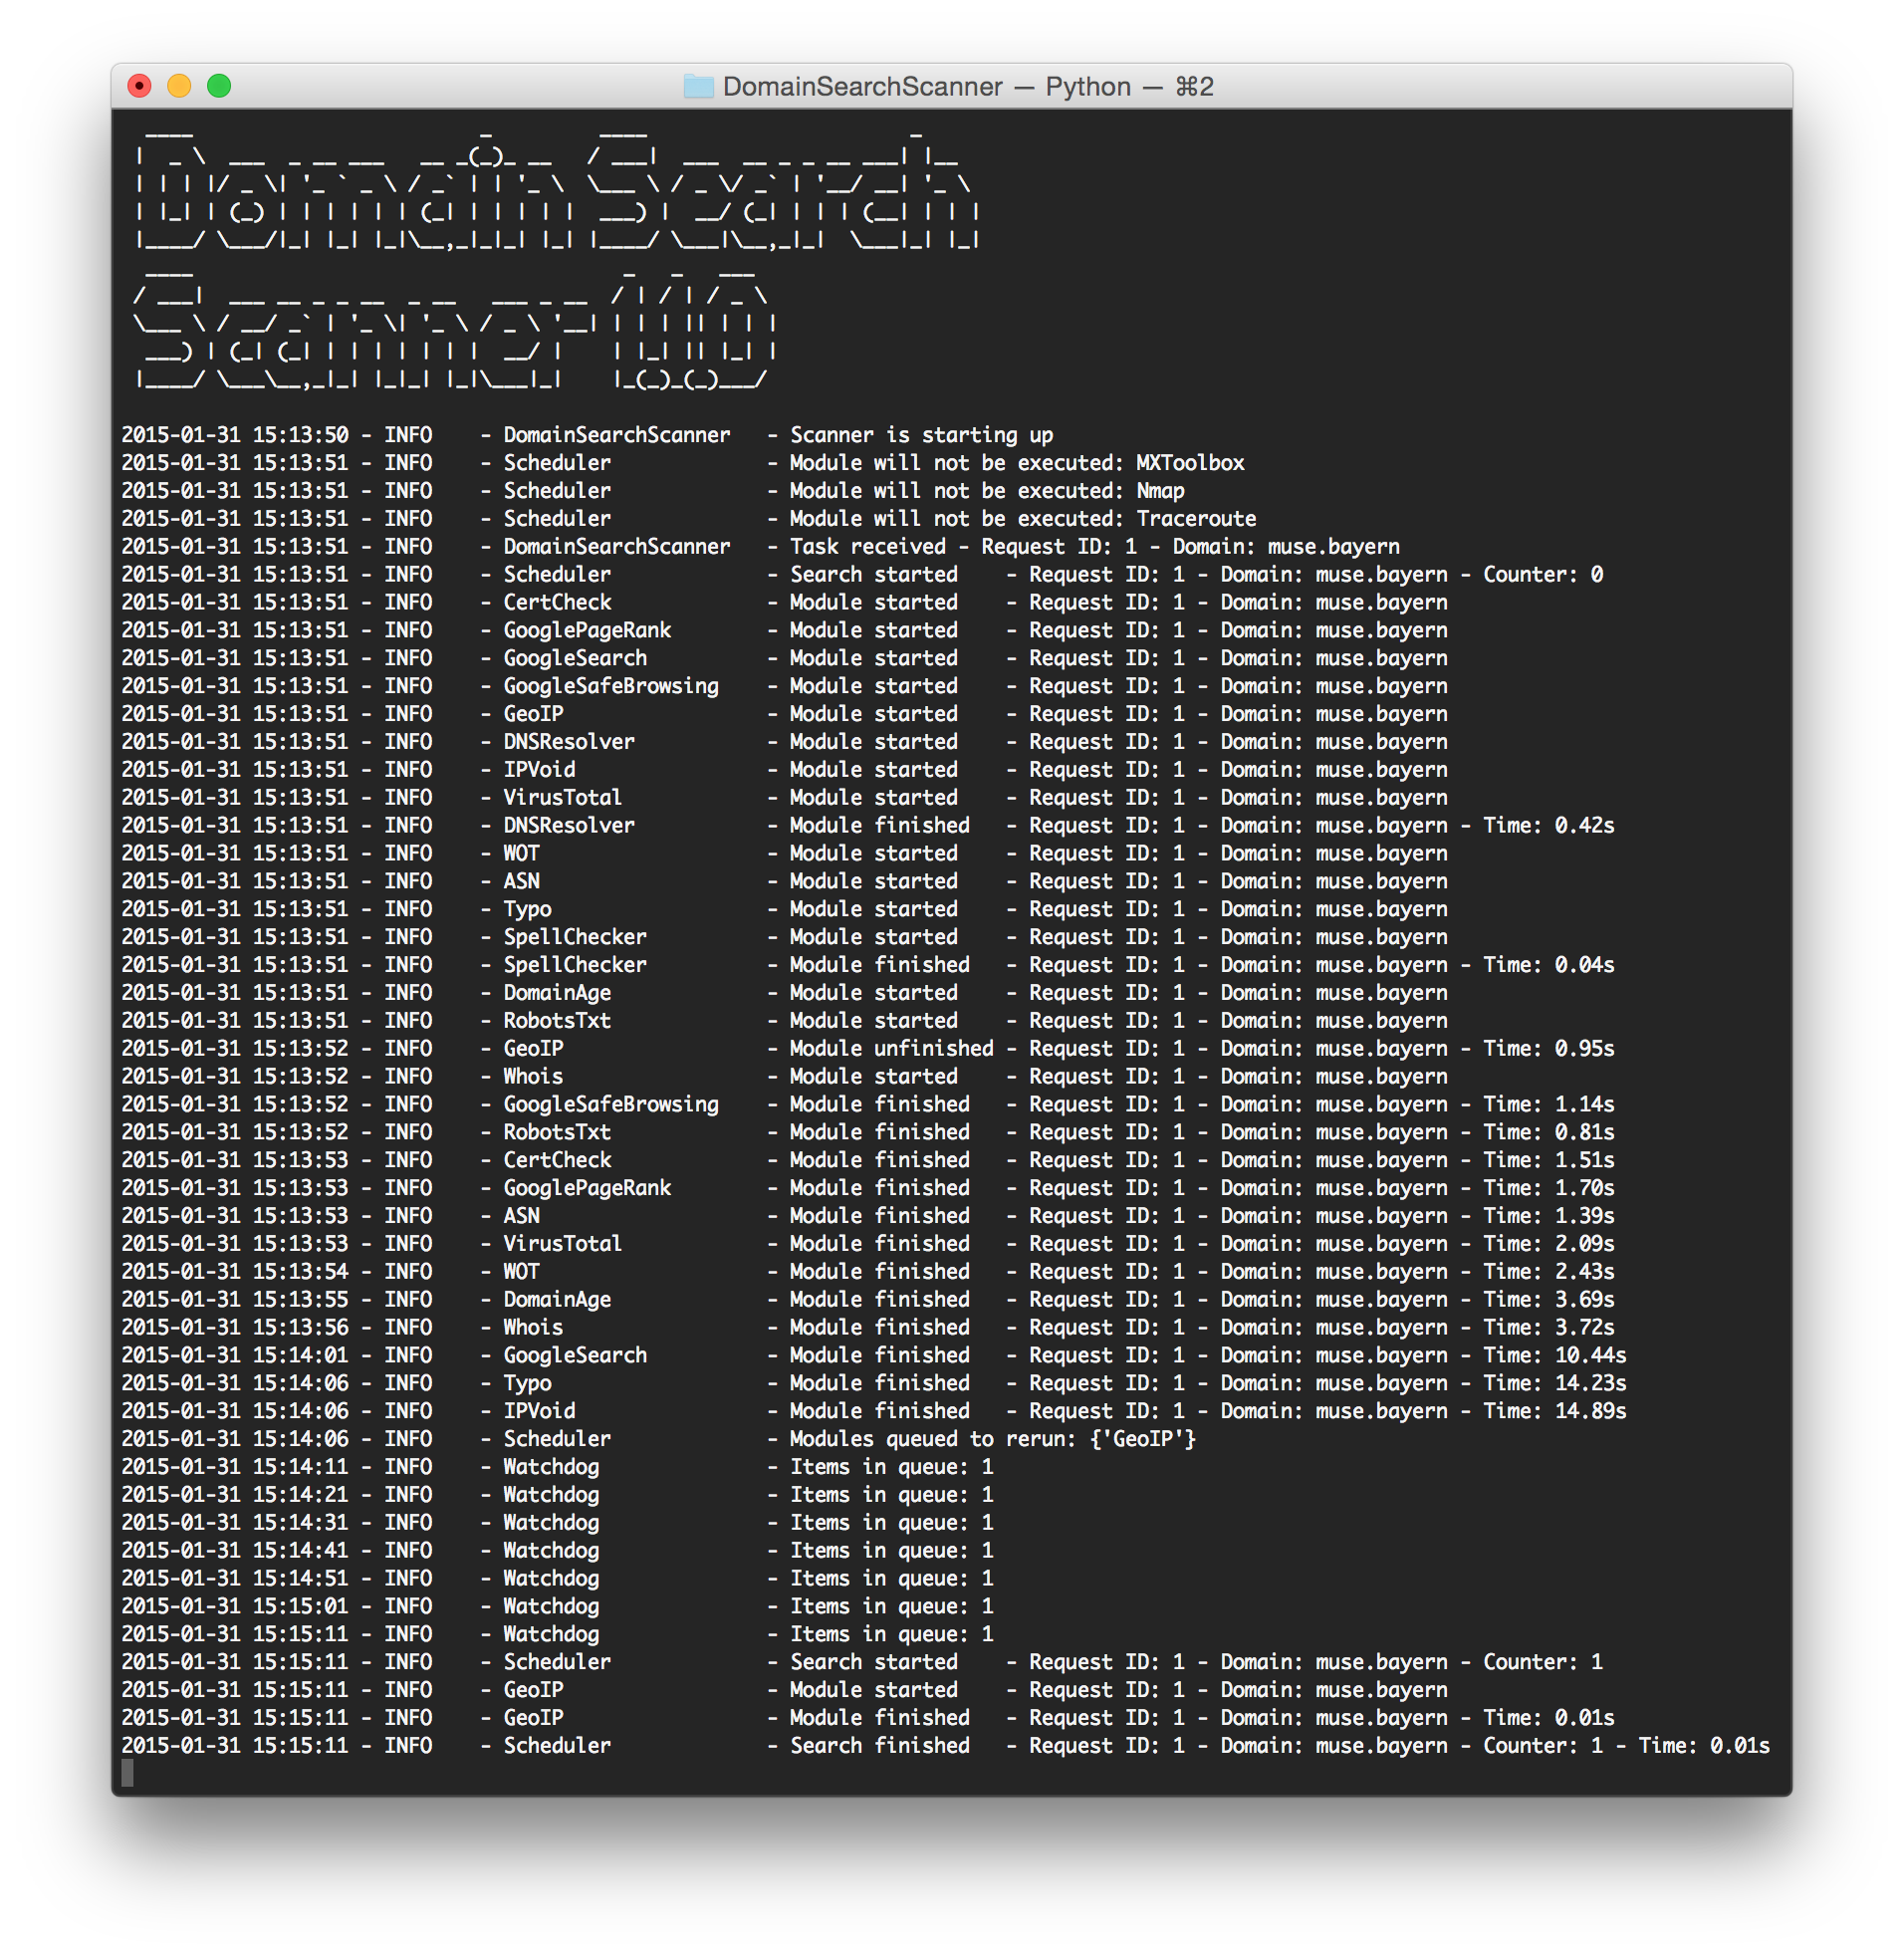 DomainSearchScanner — Python — ⌘2
Domain Search
Scanner 1.1.0
2015-01-31 15:13:50 - INFO    - DomainSearchScanner   - Scanner is starting up
2015-01-31 15:13:51 - INFO    - Scheduler             - Module will not be executed: MXToolbox
2015-01-31 15:13:51 - INFO    - Scheduler             - Module will not be executed: Nmap
2015-01-31 15:13:51 - INFO    - Scheduler             - Module will not be executed: Traceroute
2015-01-31 15:13:51 - INFO    - DomainSearchScanner   - Task received - Request ID: 1 - Domain: muse.bayern
2015-01-31 15:13:51 - INFO    - Scheduler             - Search started    - Request ID: 1 - Domain: muse.bayern - Counter: 0
2015-01-31 15:13:51 - INFO    - CertCheck             - Module started    - Request ID: 1 - Domain: muse.bayern
2015-01-31 15:13:51 - INFO    - GooglePageRank        - Module started    - Request ID: 1 - Domain: muse.bayern
2015-01-31 15:13:51 - INFO    - GoogleSearch          - Module started    - Request ID: 1 - Domain: muse.bayern
2015-01-31 15:13:51 - INFO    - GoogleSafeBrowsing    - Module started    - Request ID: 1 - Domain: muse.bayern
2015-01-31 15:13:51 - INFO    - GeoIP                 - Module started    - Request ID: 1 - Domain: muse.bayern
2015-01-31 15:13:51 - INFO    - DNSResolver           - Module started    - Request ID: 1 - Domain: muse.bayern
2015-01-31 15:13:51 - INFO    - IPVoid                - Module started    - Request ID: 1 - Domain: muse.bayern
2015-01-31 15:13:51 - INFO    - VirusTotal            - Module started    - Request ID: 1 - Domain: muse.bayern
2015-01-31 15:13:51 - INFO    - DNSResolver           - Module finished   - Request ID: 1 - Domain: muse.bayern - Time: 0.42s
2015-01-31 15:13:51 - INFO    - WOT                   - Module started    - Request ID: 1 - Domain: muse.bayern
2015-01-31 15:13:51 - INFO    - ASN                   - Module started    - Request ID: 1 - Domain: muse.bayern
2015-01-31 15:13:51 - INFO    - Typo                  - Module started    - Request ID: 1 - Domain: muse.bayern
2015-01-31 15:13:51 - INFO    - SpellChecker          - Module started    - Request ID: 1 - Domain: muse.bayern
2015-01-31 15:13:51 - INFO    - SpellChecker          - Module finished   - Request ID: 1 - Domain: muse.bayern - Time: 0.04s
2015-01-31 15:13:51 - INFO    - DomainAge             - Module started    - Request ID: 1 - Domain: muse.bayern
2015-01-31 15:13:51 - INFO    - RobotsTxt             - Module started    - Request ID: 1 - Domain: muse.bayern
2015-01-31 15:13:52 - INFO    - GeoIP                 - Module unfinished - Request ID: 1 - Domain: muse.bayern - Time: 0.95s
2015-01-31 15:13:52 - INFO    - Whois                 - Module started    - Request ID: 1 - Domain: muse.bayern
2015-01-31 15:13:52 - INFO    - GoogleSafeBrowsing    - Module finished   - Request ID: 1 - Domain: muse.bayern - Time: 1.14s
2015-01-31 15:13:52 - INFO    - RobotsTxt             - Module finished   - Request ID: 1 - Domain: muse.bayern - Time: 0.81s
2015-01-31 15:13:53 - INFO    - CertCheck             - Module finished   - Request ID: 1 - Domain: muse.bayern - Time: 1.51s
2015-01-31 15:13:53 - INFO    - GooglePageRank        - Module finished   - Request ID: 1 - Domain: muse.bayern - Time: 1.70s
2015-01-31 15:13:53 - INFO    - ASN                   - Module finished   - Request ID: 1 - Domain: muse.bayern - Time: 1.39s
2015-01-31 15:13:53 - INFO    - VirusTotal            - Module finished   - Request ID: 1 - Domain: muse.bayern - Time: 2.09s
2015-01-31 15:13:54 - INFO    - WOT                   - Module finished   - Request ID: 1 - Domain: muse.bayern - Time: 2.43s
2015-01-31 15:13:55 - INFO    - DomainAge             - Module finished   - Request ID: 1 - Domain: muse.bayern - Time: 3.69s
2015-01-31 15:13:56 - INFO    - Whois                 - Module finished   - Request ID: 1 - Domain: muse.bayern - Time: 3.72s
2015-01-31 15:14:01 - INFO    - GoogleSearch          - Module finished   - Request ID: 1 - Domain: muse.bayern - Time: 10.44s
2015-01-31 15:14:06 - INFO    - Typo                  - Module finished   - Request ID: 1 - Domain: muse.bayern - Time: 14.23s
2015-01-31 15:14:06 - INFO    - IPVoid                - Module finished   - Request ID: 1 - Domain: muse.bayern - Time: 14.89s
2015-01-31 15:14:06 - INFO    - Scheduler             - Modules queued to rerun: {'GeoIP'}
2015-01-31 15:14:11 - INFO    - Watchdog              - Items in queue: 1
2015-01-31 15:14:21 - INFO    - Watchdog              - Items in queue: 1
2015-01-31 15:14:31 - INFO    - Watchdog              - Items in queue: 1
2015-01-31 15:14:41 - INFO    - Watchdog              - Items in queue: 1
2015-01-31 15:14:51 - INFO    - Watchdog              - Items in queue: 1
2015-01-31 15:15:01 - INFO    - Watchdog              - Items in queue: 1
2015-01-31 15:15:11 - INFO    - Watchdog              - Items in queue: 1
2015-01-31 15:15:11 - INFO    - Scheduler             - Search started    - Request ID: 1 - Domain: muse.bayern - Counter: 1
2015-01-31 15:15:11 - INFO    - GeoIP                 - Module started    - Request ID: 1 - Domain: muse.bayern
2015-01-31 15:15:11 - INFO    - GeoIP                 - Module finished   - Request ID: 1 - Domain: muse.bayern - Time: 0.01s
2015-01-31 15:15:11 - INFO    - Scheduler             - Search finished   - Request ID: 1 - Domain: muse.bayern - Counter: 1 - Time: 0.01s